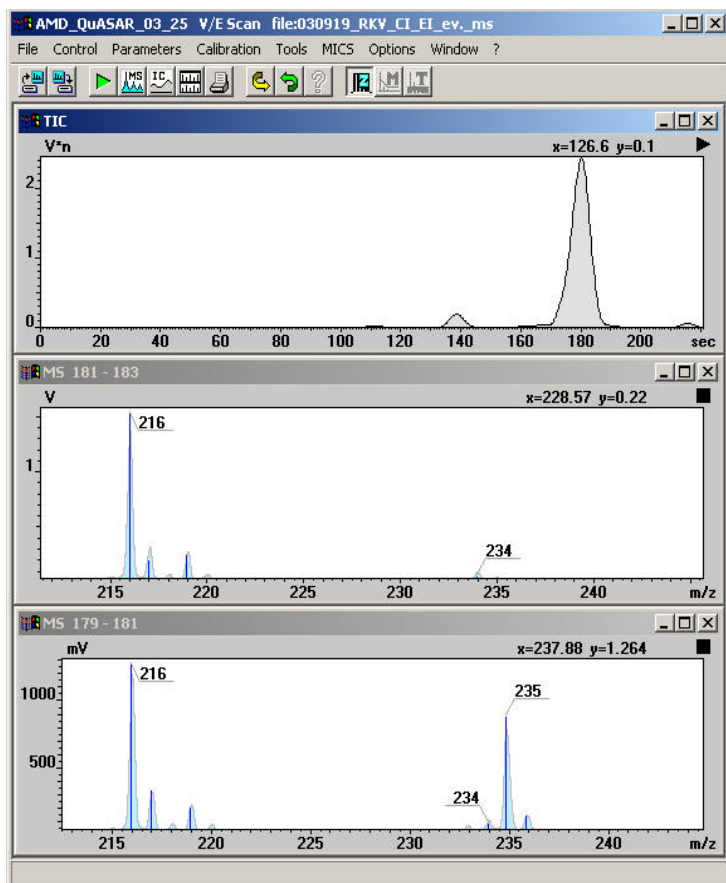 AMD_QuASAR_03_25 V/E Scan file:030919_RKV_CI_EI_ev._ms
File Control Parameters Calibration Tools MICS Options Window ?
MS IC M T
TIC
V*n x=126.6 y=0.1
2
1
0
0 20 40 60 80 100 120 140 160 180 200 sec
MS 181 - 183
V x=228.57 y=0.22
216
1
234
215 220 225 230 235 240 m/z
MS 179 - 181
mV x=237.88 y=1.264
216
1000
235
500
234
215 220 225 230 235 240 m/z